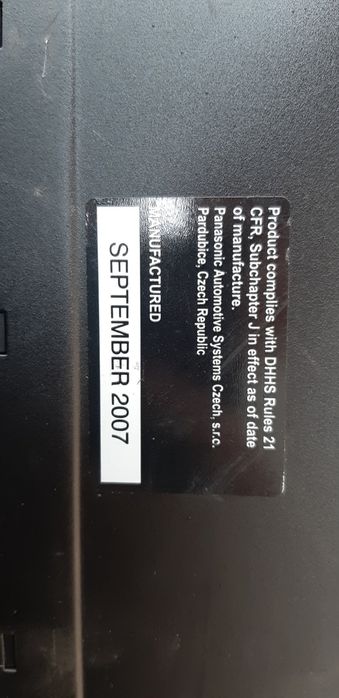 Product complies with DHHS Rules 21
CFR, Subchapter J in effect as of date
of manufacture.
Panasonic Automotive Systems Czech, s.r.o.
Pardubice, Czech Republic
MANUFACTURED
SEPTEMBER 2007